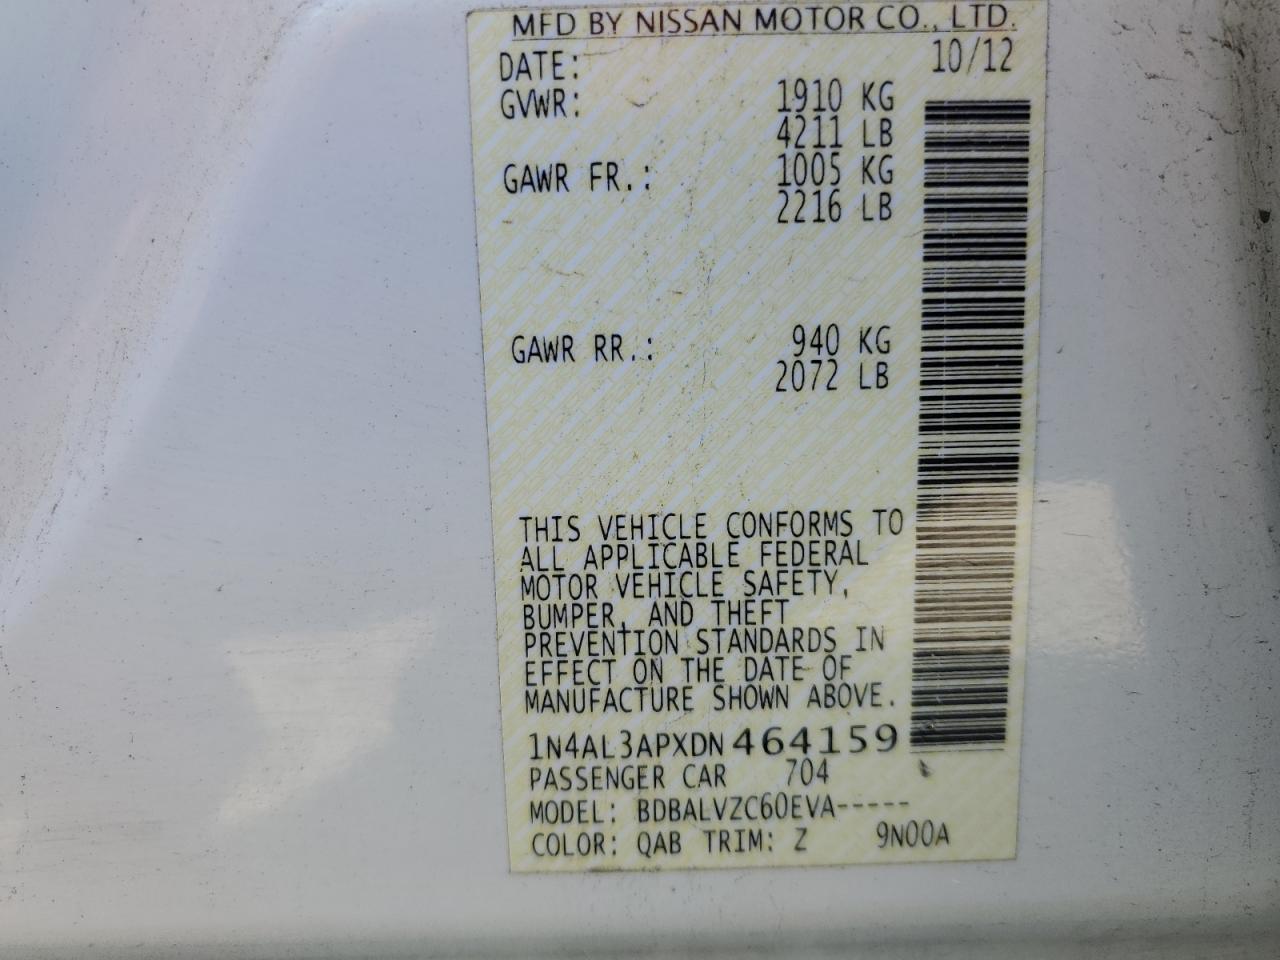 MFD BY NISSAN MOTOR CO., LTD.
DATE: 10/12
GVWR: 1910 KG
4211 LB
GAWR FR.: 1005 KG
2216 LB
GAWR RR.: 940 KG
2072 LB
THIS VEHICLE CONFORMS TO
ALL APPLICABLE FEDERAL
MOTOR VEHICLE SAFETY,
BUMPER, AND THEFT
PREVENTION STANDARDS IN
EFFECT ON THE DATE OF
MANUFACTURE SHOWN ABOVE.
1N4AL3APXDN464159
PASSENGER CAR 704
MODEL: BDBALVZC60EVA-----
COLOR: QAB TRIM: Z 9N00A